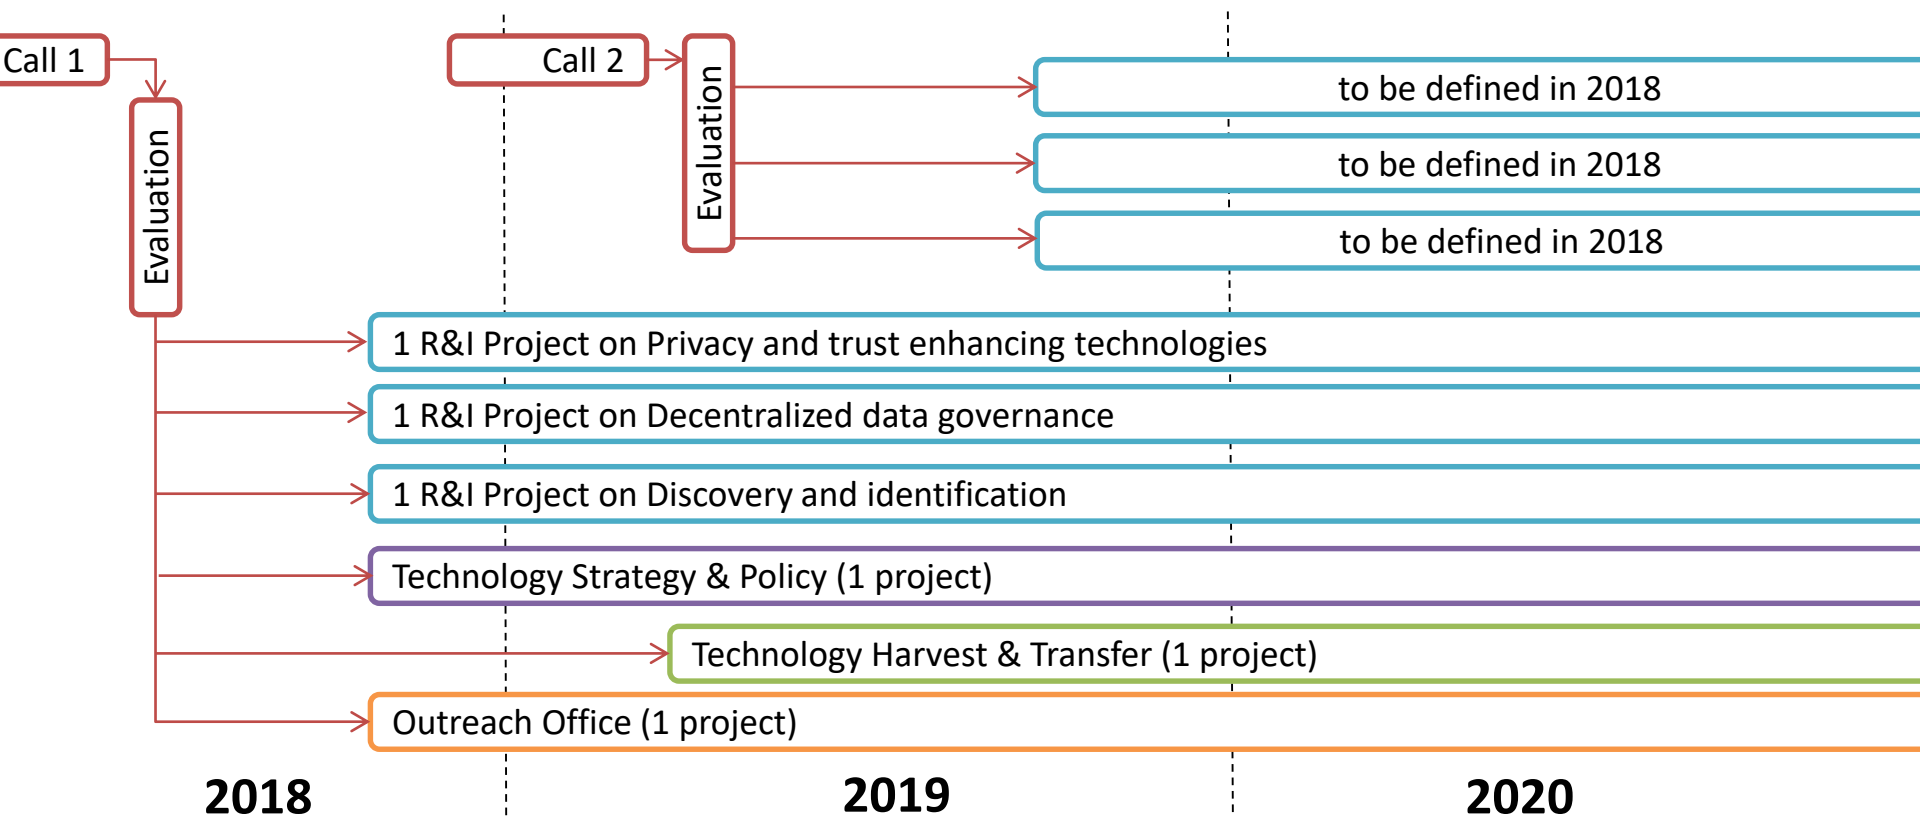 Call 1
Call 2
Evaluation
Evaluation
to be defined in 2018
to be defined in 2018
to be defined in 2018
1 R&I Project on Privacy and trust enhancing technologies
1 R&I Project on Decentralized data governance
1 R&I Project on Discovery and identification
Technology Strategy & Policy (1 project)
Technology Harvest & Transfer (1 project)
Outreach Office (1 project)
2018
2019
2020